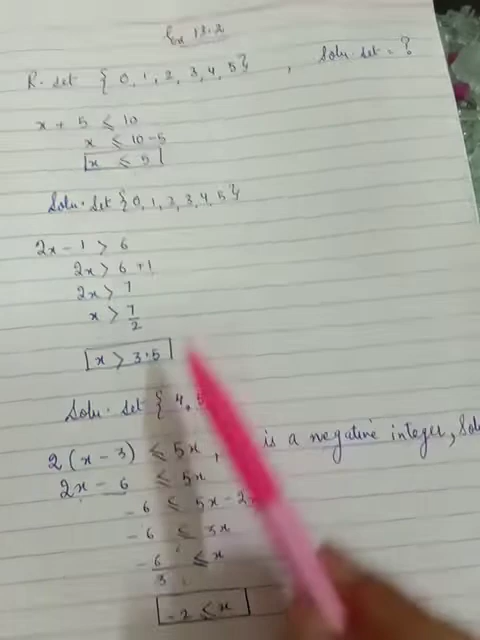 Ex 13.2
R. Set { 0, 1, 2, 3, 4, 5 } , Solu. Set = ?
x + 5 ≤ 10
x ≤ 10 - 5
x ≤ 5
Solu. Set { 0, 1, 2, 3, 4, 5 }
2x - 1 > 6
2x > 6 + 1
2x > 7
x > 7/2
x > 3.5
Solu. Set { 4, 5
2(x - 3) ≤ 5x , is a negative integer, Solu
2x - 6 ≤ 5x
-6 ≤ 5x - 2x
-6 ≤ 3x
-6/3 ≤ x
-2 ≤ x